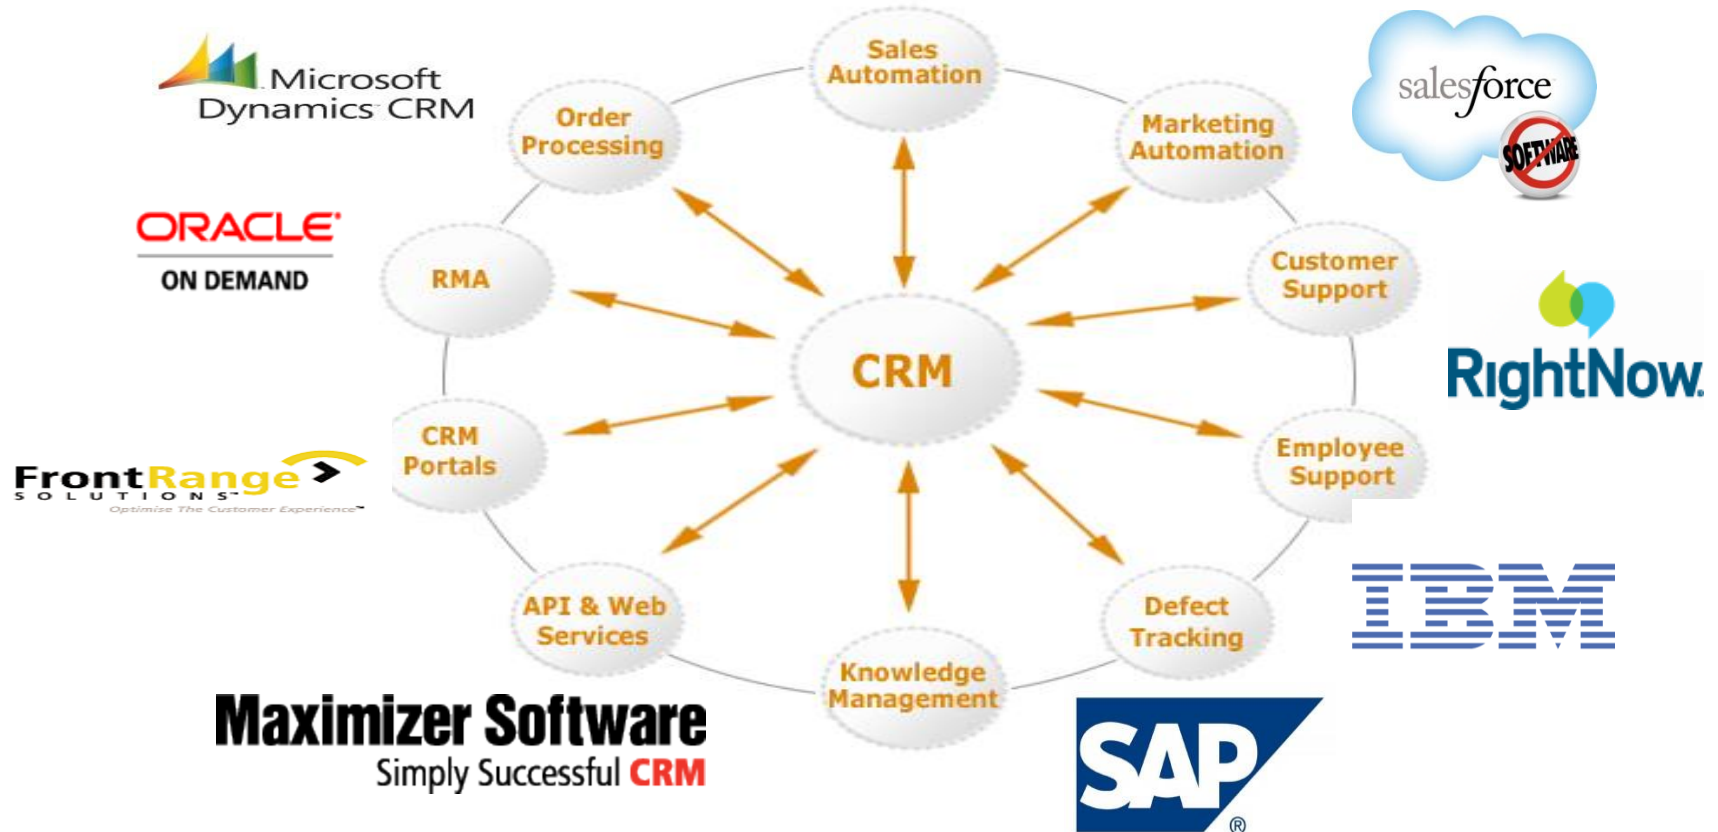 Sales
Automation
Microsoft
Dynamics CRM
Order
Processing
Marketing
Automation
salesforce
SOFTWARE
ORACLE®
ON DEMAND
RMA
Customer
Support
CRM
RightNow.
CRM
Portals
Employee
Support
FrontRange
SOLUTIONS™
Optimise The Customer Experience™
API & Web
Services
Defect
Tracking
IBM
Knowledge
Management
Maximizer Software
Simply Successful CRM
SAP
®